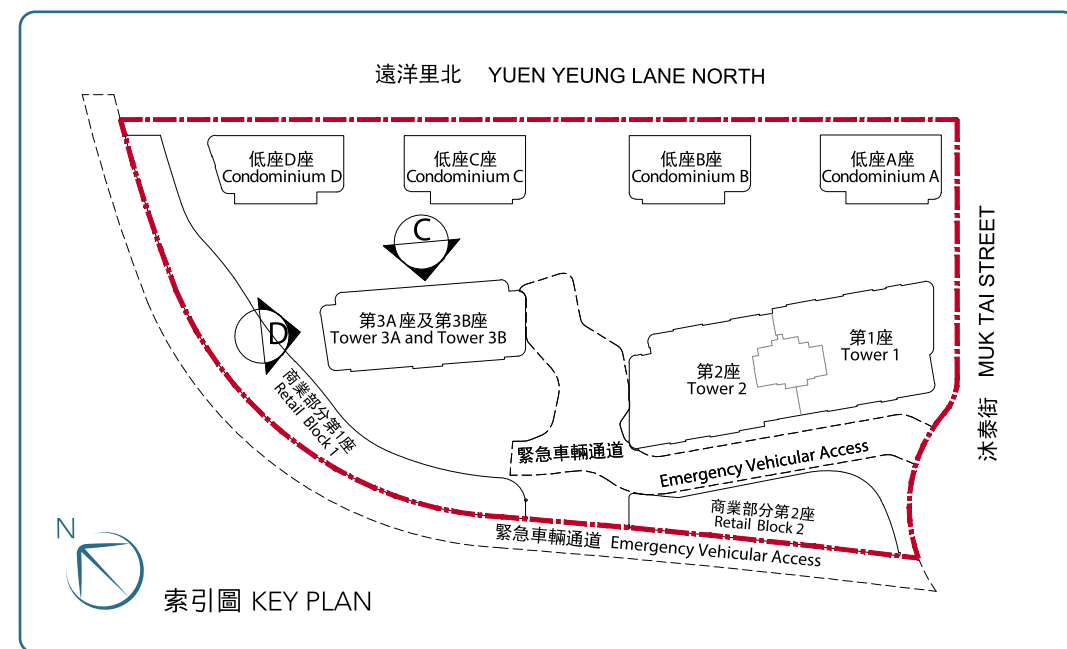 遠洋里北 YUEN YEUNG LANE NORTH
低座D座
Condominium D
低座C座
Condominium C
低座B座
Condominium B
低座A座
Condominium A
沐泰街 MUK TAI STREET
C
D
第3A座及第3B座
Tower 3A and Tower 3B
第1座
Tower 1
第2座
Tower 2
商業部分第1座
Retail Block 1
緊急車輛通道
Emergency Vehicular Access
商業部分第2座
Retail Block 2
緊急車輛通道 Emergency Vehicular Access
N
索引圖 KEY PLAN